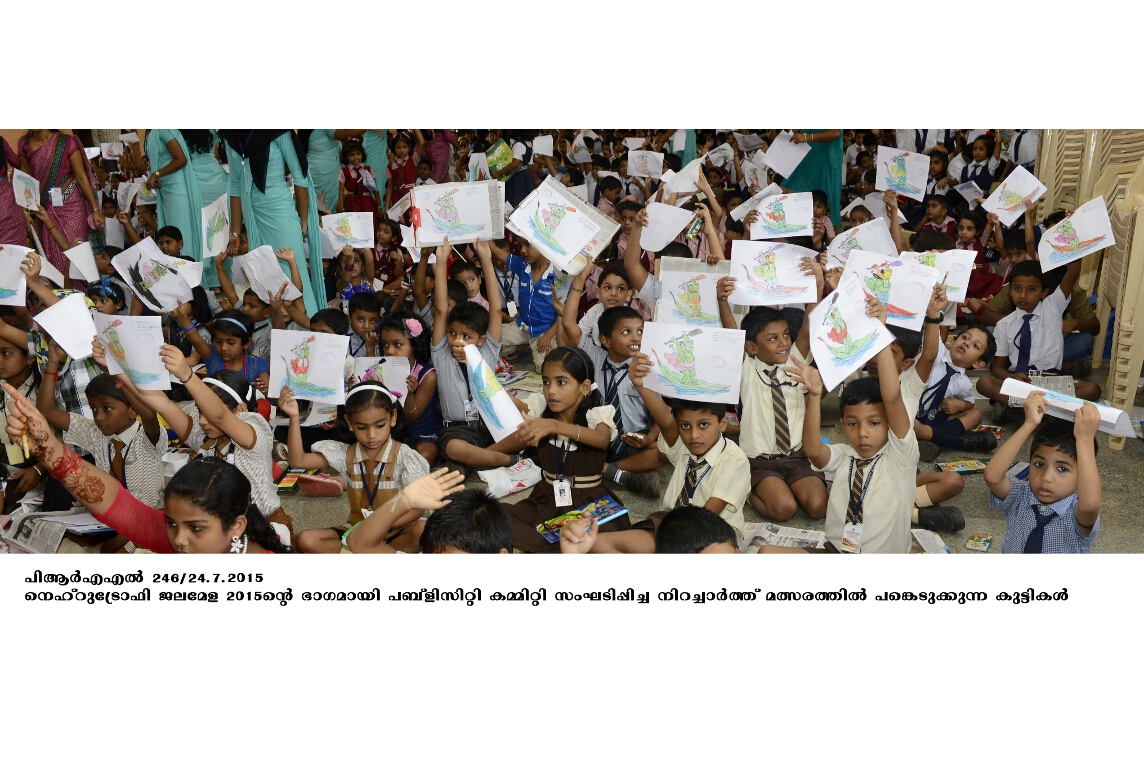 പിആർഎഎൽ 246/24.7.2015
നെഹ്റുട്രോഫി ജലമേള 2015ന്റെ ഭാഗമായി പബ്ളിസിറ്റി കമ്മിറ്റി സംഘടിപ്പിച്ച നിറച്ചാർത്ത് മത്സരത്തിൽ പങ്കെടുക്കുന്ന കുട്ടികൾ